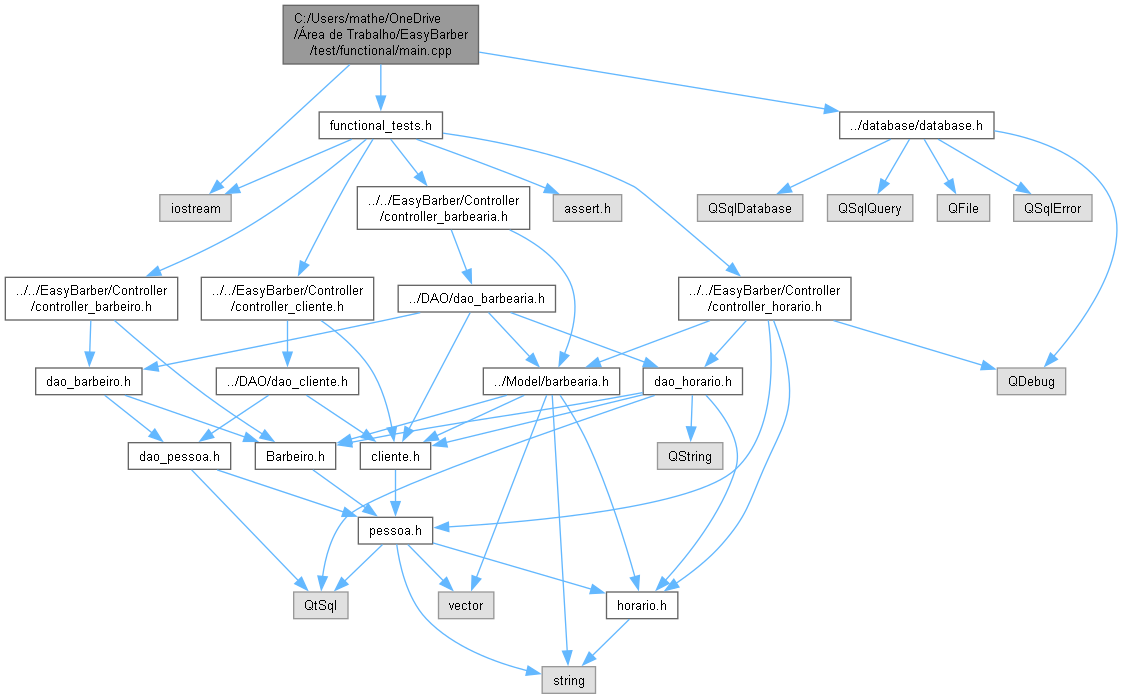 C:/Users/mathe/OneDrive
/Área de Trabalho/EasyBarber
/test/functional/main.cpp
functional_tests.h
../database/database.h
iostream
../../EasyBarber/Controller
/controller_barbearia.h
assert.h
QSqlDatabase
QSqlQuery
QFile
QSqlError
../../EasyBarber/Controller
/controller_barbeiro.h
../../EasyBarber/Controller
/controller_cliente.h
../DAO/dao_barbearia.h
../../EasyBarber/Controller
/controller_horario.h
dao_barbeiro.h
../DAO/dao_cliente.h
../Model/barbearia.h
dao_horario.h
QDebug
dao_pessoa.h
Barbeiro.h
cliente.h
QString
pessoa.h
QtSql
vector
horario.h
string